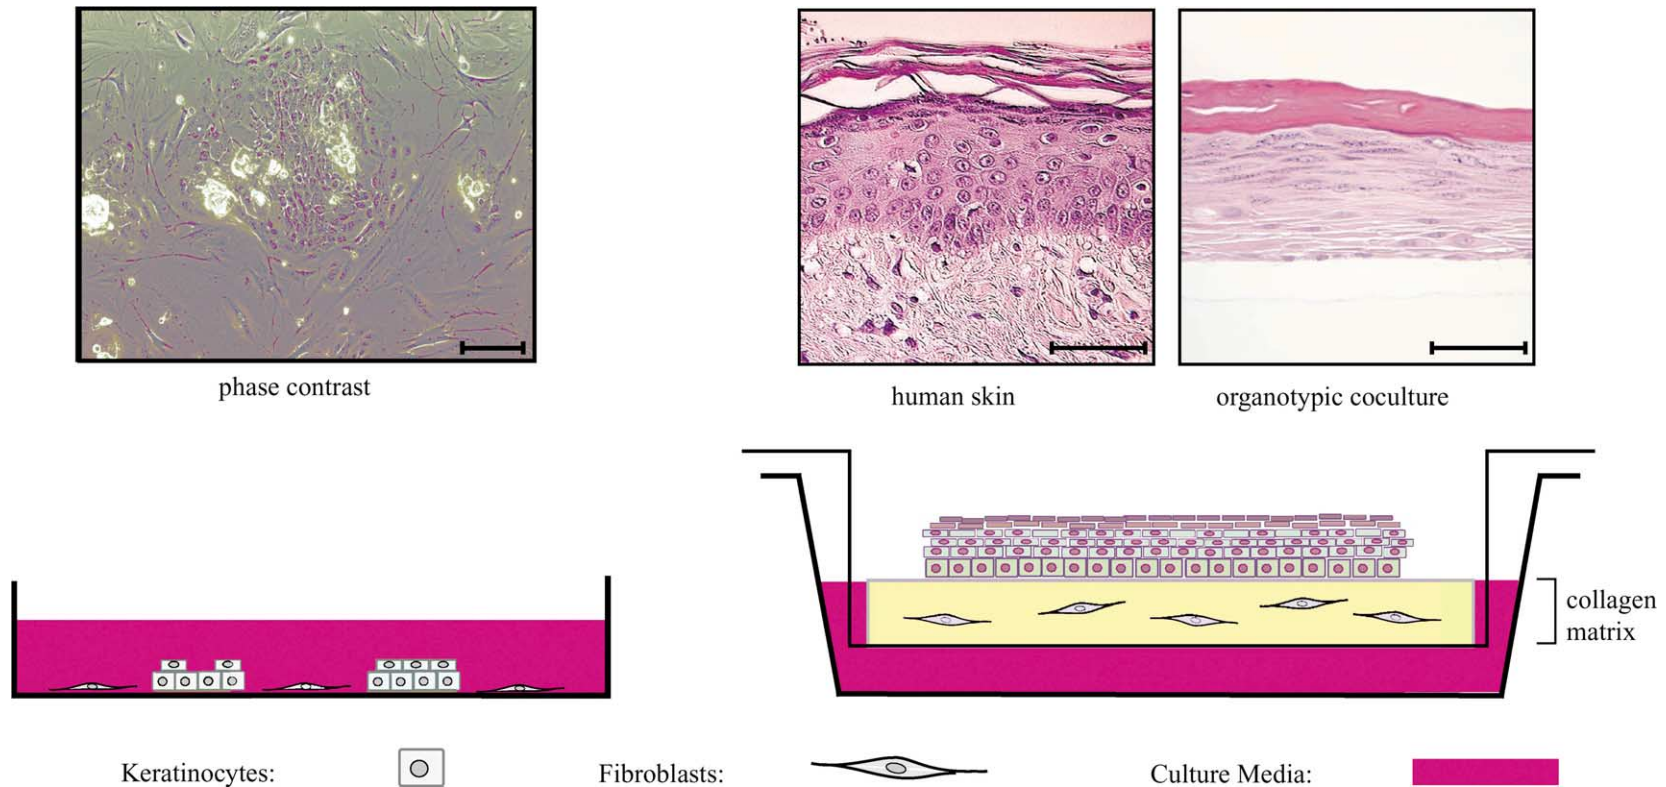 phase contrast
human skin
organotypic coculture
collagen
matrix
Keratinocytes:
Fibroblasts:
Culture Media: